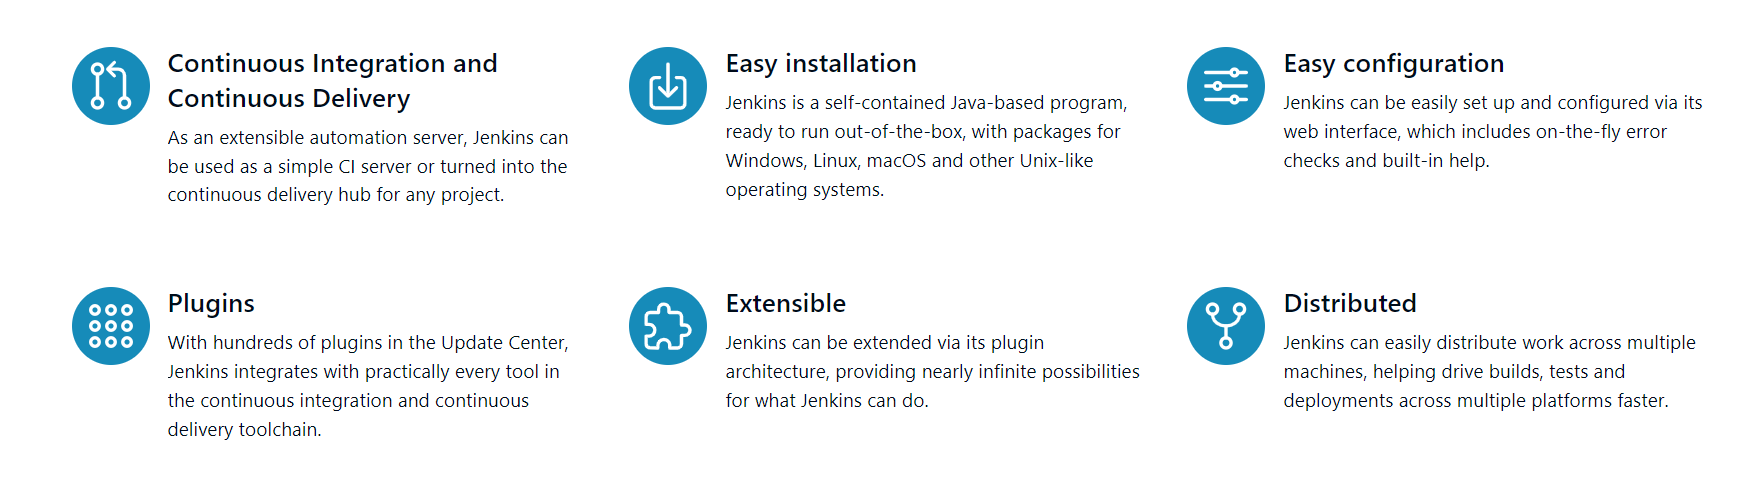 Continuous Integration and
Continuous Delivery
As an extensible automation server, Jenkins can
be used as a simple CI server or turned into the
continuous delivery hub for any project.
Easy installation
Jenkins is a self-contained Java-based program,
ready to run out-of-the-box, with packages for
Windows, Linux, macOS and other Unix-like
operating systems.
Easy configuration
Jenkins can be easily set up and configured via its
web interface, which includes on-the-fly error
checks and built-in help.
Plugins
With hundreds of plugins in the Update Center,
Jenkins integrates with practically every tool in
the continuous integration and continuous
delivery toolchain.
Extensible
Jenkins can be extended via its plugin
architecture, providing nearly infinite possibilities
for what Jenkins can do.
Distributed
Jenkins can easily distribute work across multiple
machines, helping drive builds, tests and
deployments across multiple platforms faster.